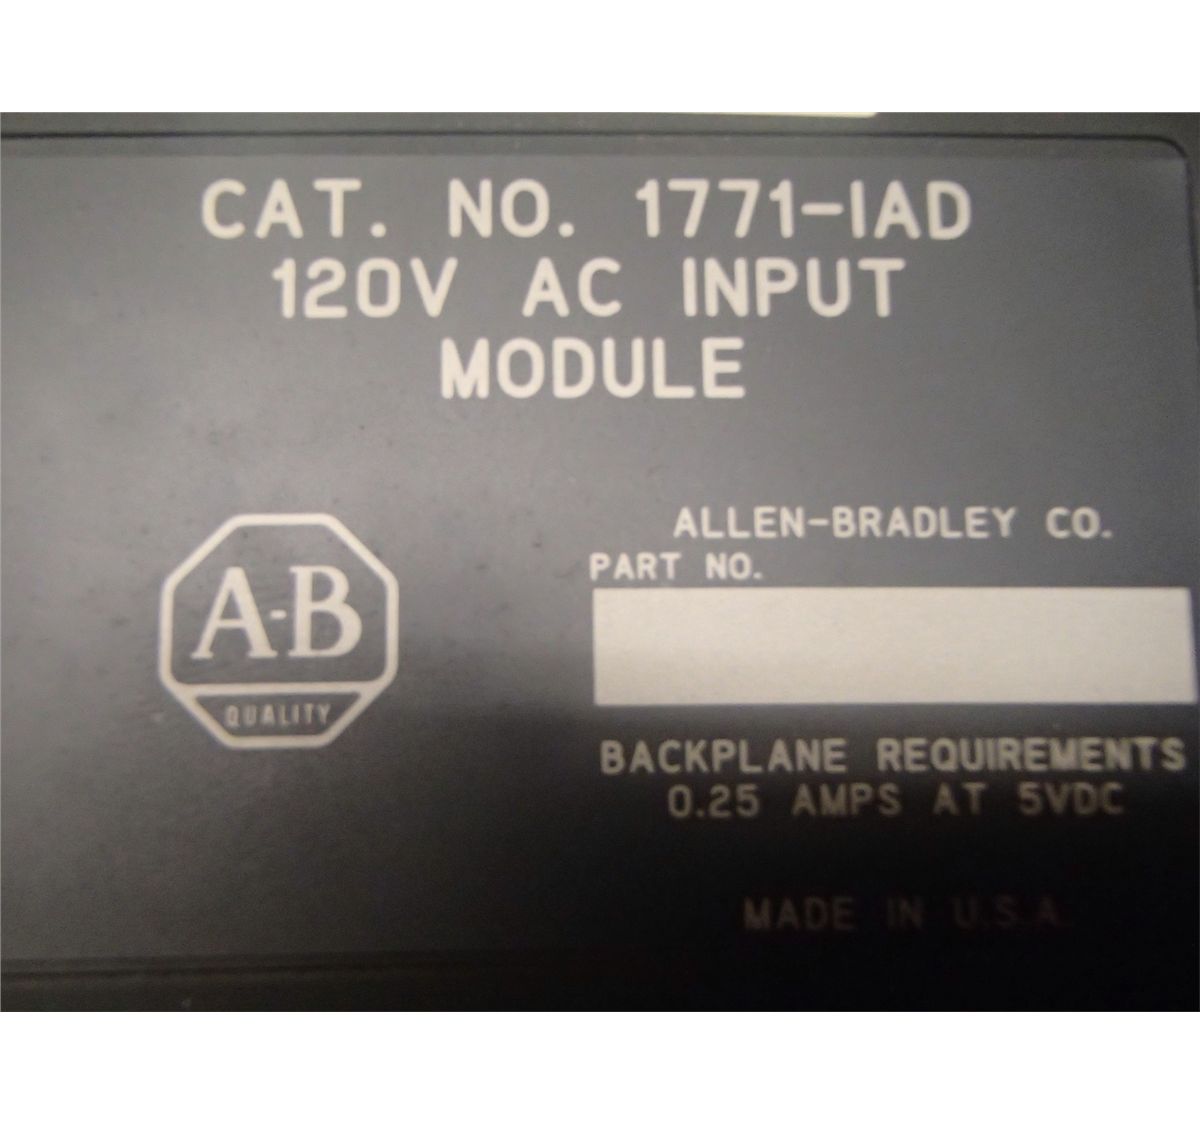 CAT. NO. 1771-IAD
120V AC INPUT
MODULE
ALLEN-BRADLEY CO.
PART NO.
A-B
QUALITY
BACKPLANE REQUIREMENTS
0.25 AMPS AT 5VDC
MADE IN U.S.A.